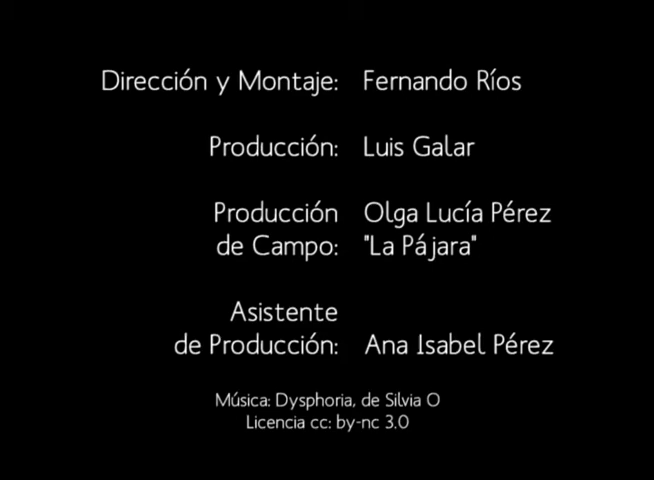 Dirección y Montaje: Fernando Ríos
Producción: Luis Galar
Producción Olga Lucía Pérez
de Campo: "La Pájara"
Asistente
de Producción: Ana Isabel Pérez
Música: Dysphoria, de Silvia O
Licencia cc: by-nc 3.0